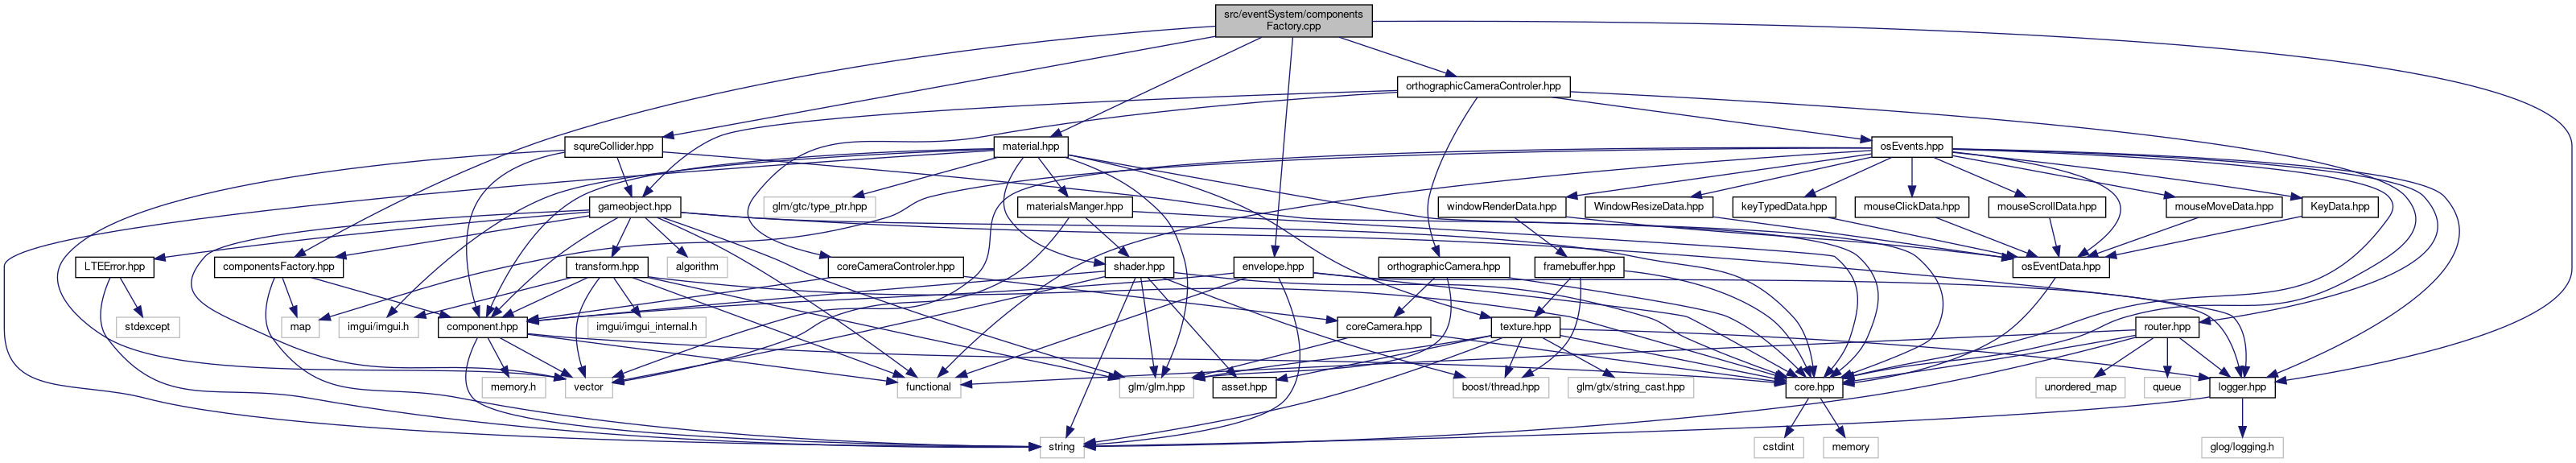 src/eventSystem/components
Factory.cpp
orthographicCameraControler.hpp
squreCollider.hpp
material.hpp
osEvents.hpp
glm/gtc/type_ptr.hpp
gameobject.hpp
materialsManger.hpp
windowRenderData.hpp
WindowResizeData.hpp
keyTypedData.hpp
mouseClickData.hpp
mouseScrollData.hpp
mouseMoveData.hpp
KeyData.hpp
LTEError.hpp
componentsFactory.hpp
transform.hpp
algorithm
coreCameraControler.hpp
shader.hpp
envelope.hpp
orthographicCamera.hpp
framebuffer.hpp
osEventData.hpp
stdexcept
map
imgui/imgui.h
component.hpp
imgui/imgui_internal.h
coreCamera.hpp
texture.hpp
router.hpp
memory.h
vector
functional
glm/glm.hpp
asset.hpp
boost/thread.hpp
glm/gtx/string_cast.hpp
core.hpp
unordered_map
queue
logger.hpp
string
cstdint
memory
glog/logging.h